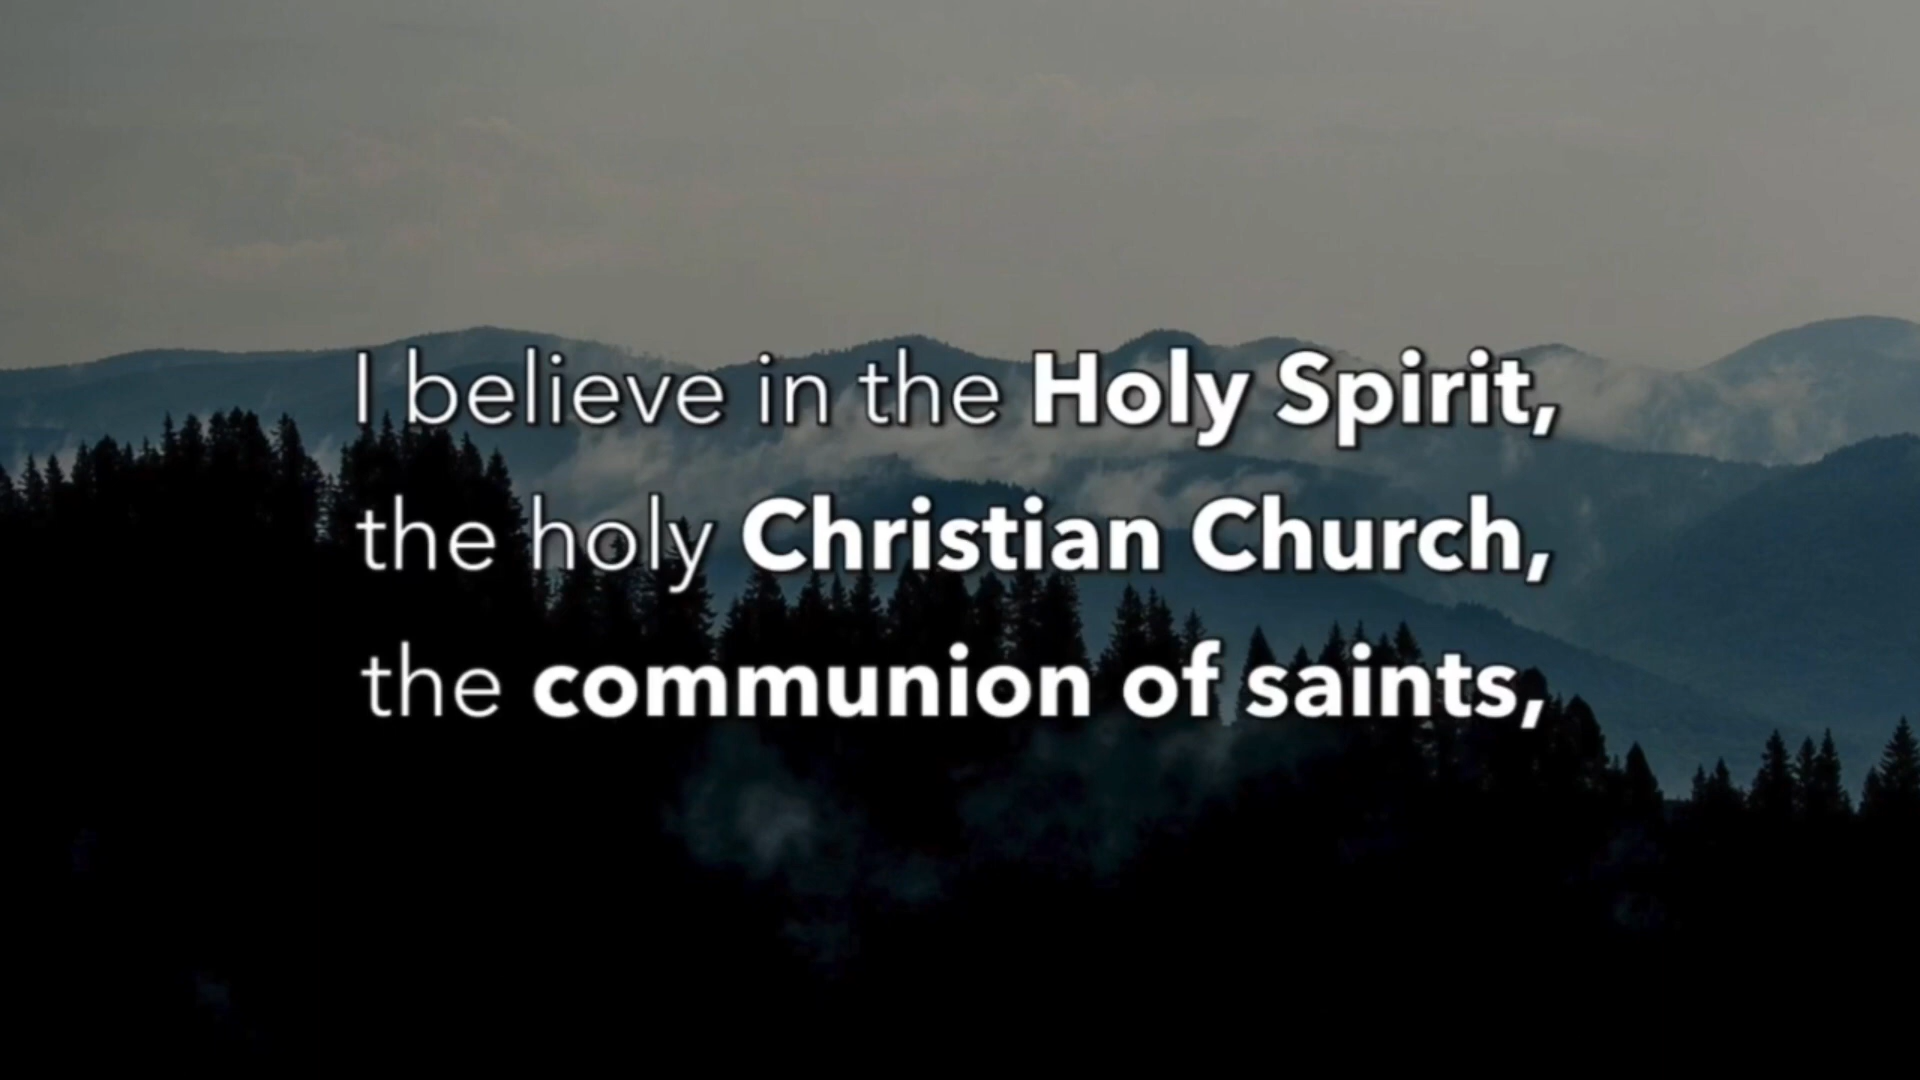 I believe in the Holy Spirit,
the holy Christian Church,
the communion of saints,